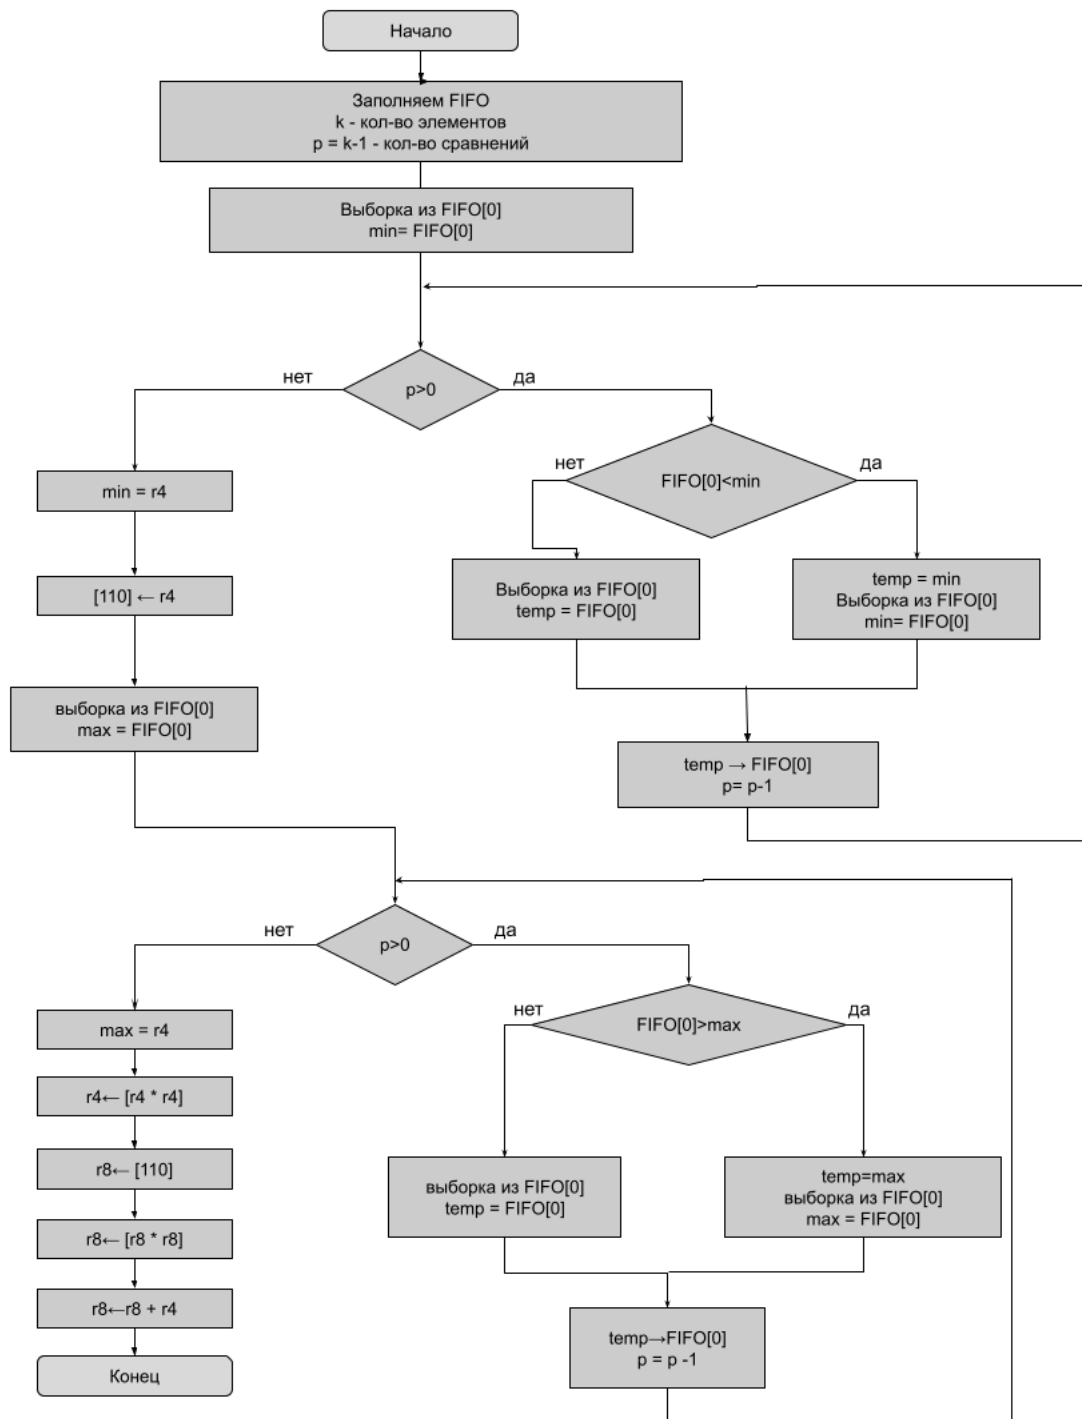 Начало
Заполняем FIFO
k - кол-во элементов
p = k-1 - кол-во сравнений
Выборка из FIFO[0]
min= FIFO[0]
нет
p>0
да
min = r4
[110] ← r4
выборка из FIFO[0]
max = FIFO[0]
нет
FIFO[0]<min
да
Выборка из FIFO[0]
temp = FIFO[0]
temp = min
Выборка из FIFO[0]
min= FIFO[0]
temp → FIFO[0]
p= p-1
нет
p>0
да
max = r4
r4← [r4 * r4]
r8← [110]
r8← [r8 * r8]
r8←r8 + r4
Конец
нет
FIFO[0]>max
да
выборка из FIFO[0]
temp = FIFO[0]
temp=max
выборка из FIFO[0]
max = FIFO[0]
temp→FIFO[0]
p = p -1